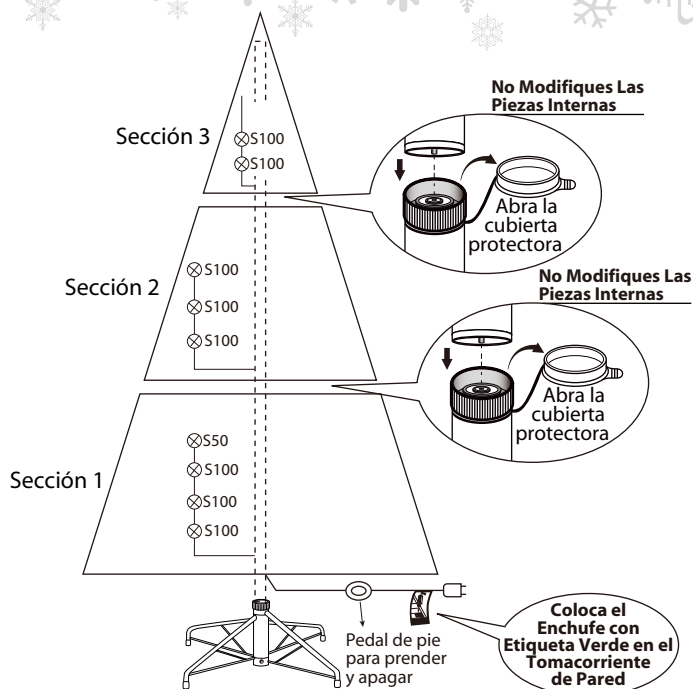 No Modifiques Las
Piezas Internas
Sección 3
S100
S100
Abra la
cubierta
protectora
Sección 2
S100
S100
S100
No Modifiques Las
Piezas Internas
Abra la
cubierta
protectora
Sección 1
S50
S100
S100
S100
Pedal de pie
para prender
y apagar
Coloca el
Enchufe con
Etiqueta Verde en el
Tomacorriente
de Pared